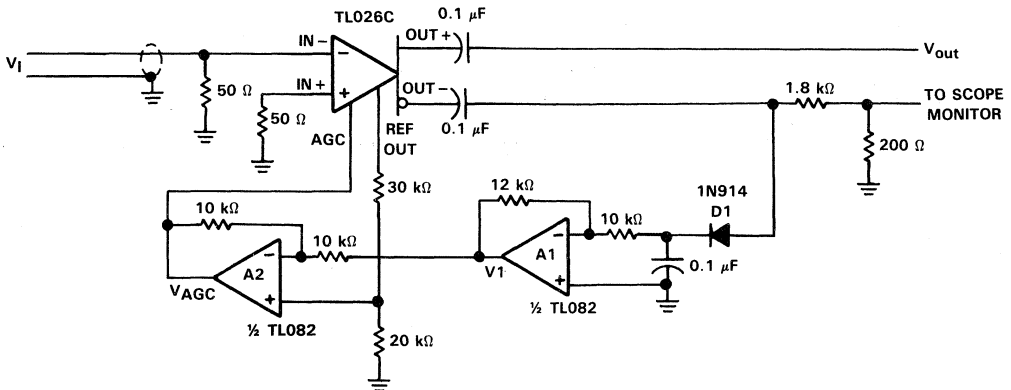 TL026C
0.1 μF
IN −
OUT +
V_out
V_I
−
IN +
+
OUT −
1.8 kΩ
50 Ω
50 Ω
0.1 μF
TO SCOPE
MONITOR
AGC
REF
OUT
200 Ω
30 kΩ
12 kΩ
1N914
D1
10 kΩ
10 kΩ
10 kΩ
−
A1
V1
+
0.1 μF
−
A2
V_AGC
+
½ TL082
½ TL082
20 kΩ